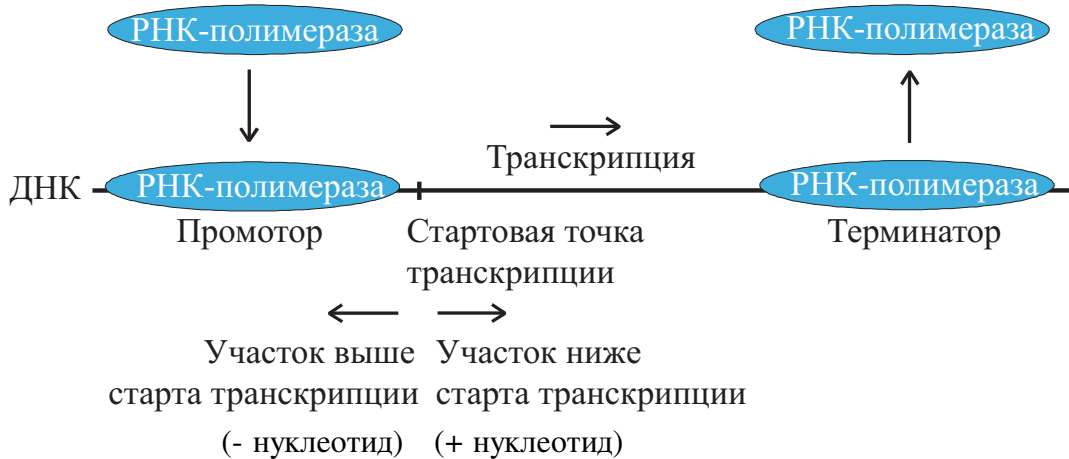 РНК-полимераза
РНК-полимераза
Транскрипция
ДНК
РНК-полимераза
РНК-полимераза
Промотор
Стартовая точка
транскрипции
Терминатор
Участок выше
старта транскрипции
(- нуклеотид)
Участок ниже
старта транскрипции
(+ нуклеотид)